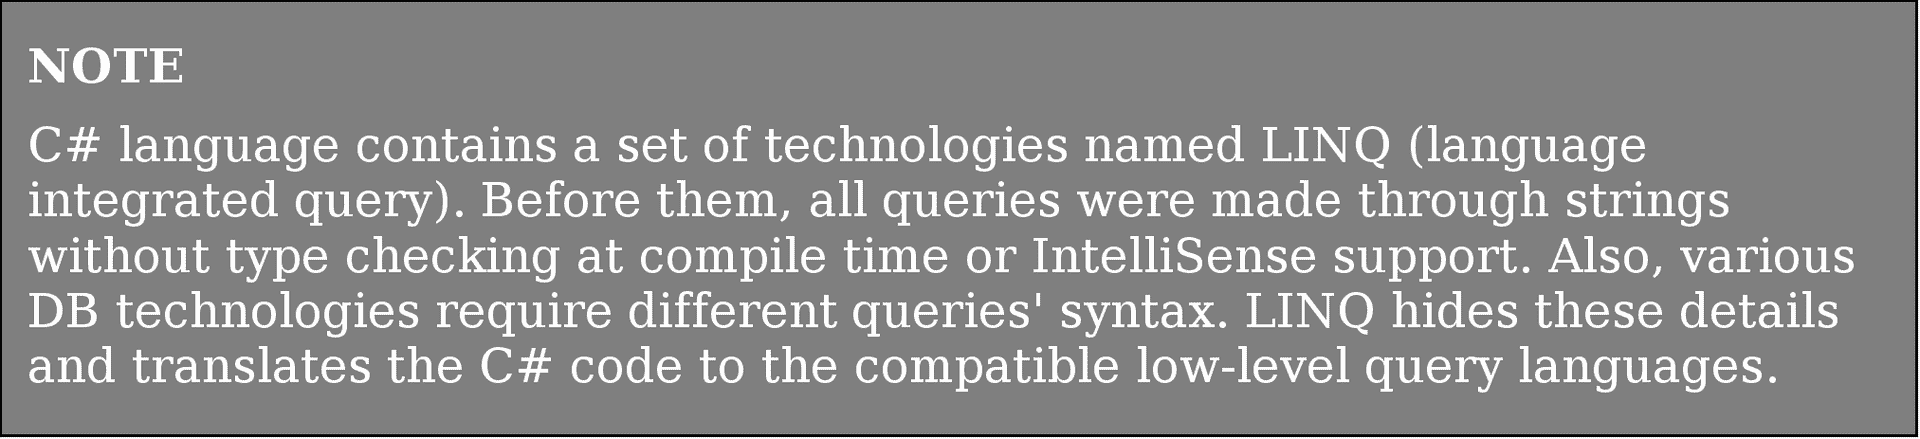 NOTE
C# language contains a set of technologies named LINQ (language
integrated query). Before them, all queries were made through strings
without type checking at compile time or IntelliSense support. Also, various
DB technologies require different queries' syntax. LINQ hides these details
and translates the C# code to the compatible low-level query languages.